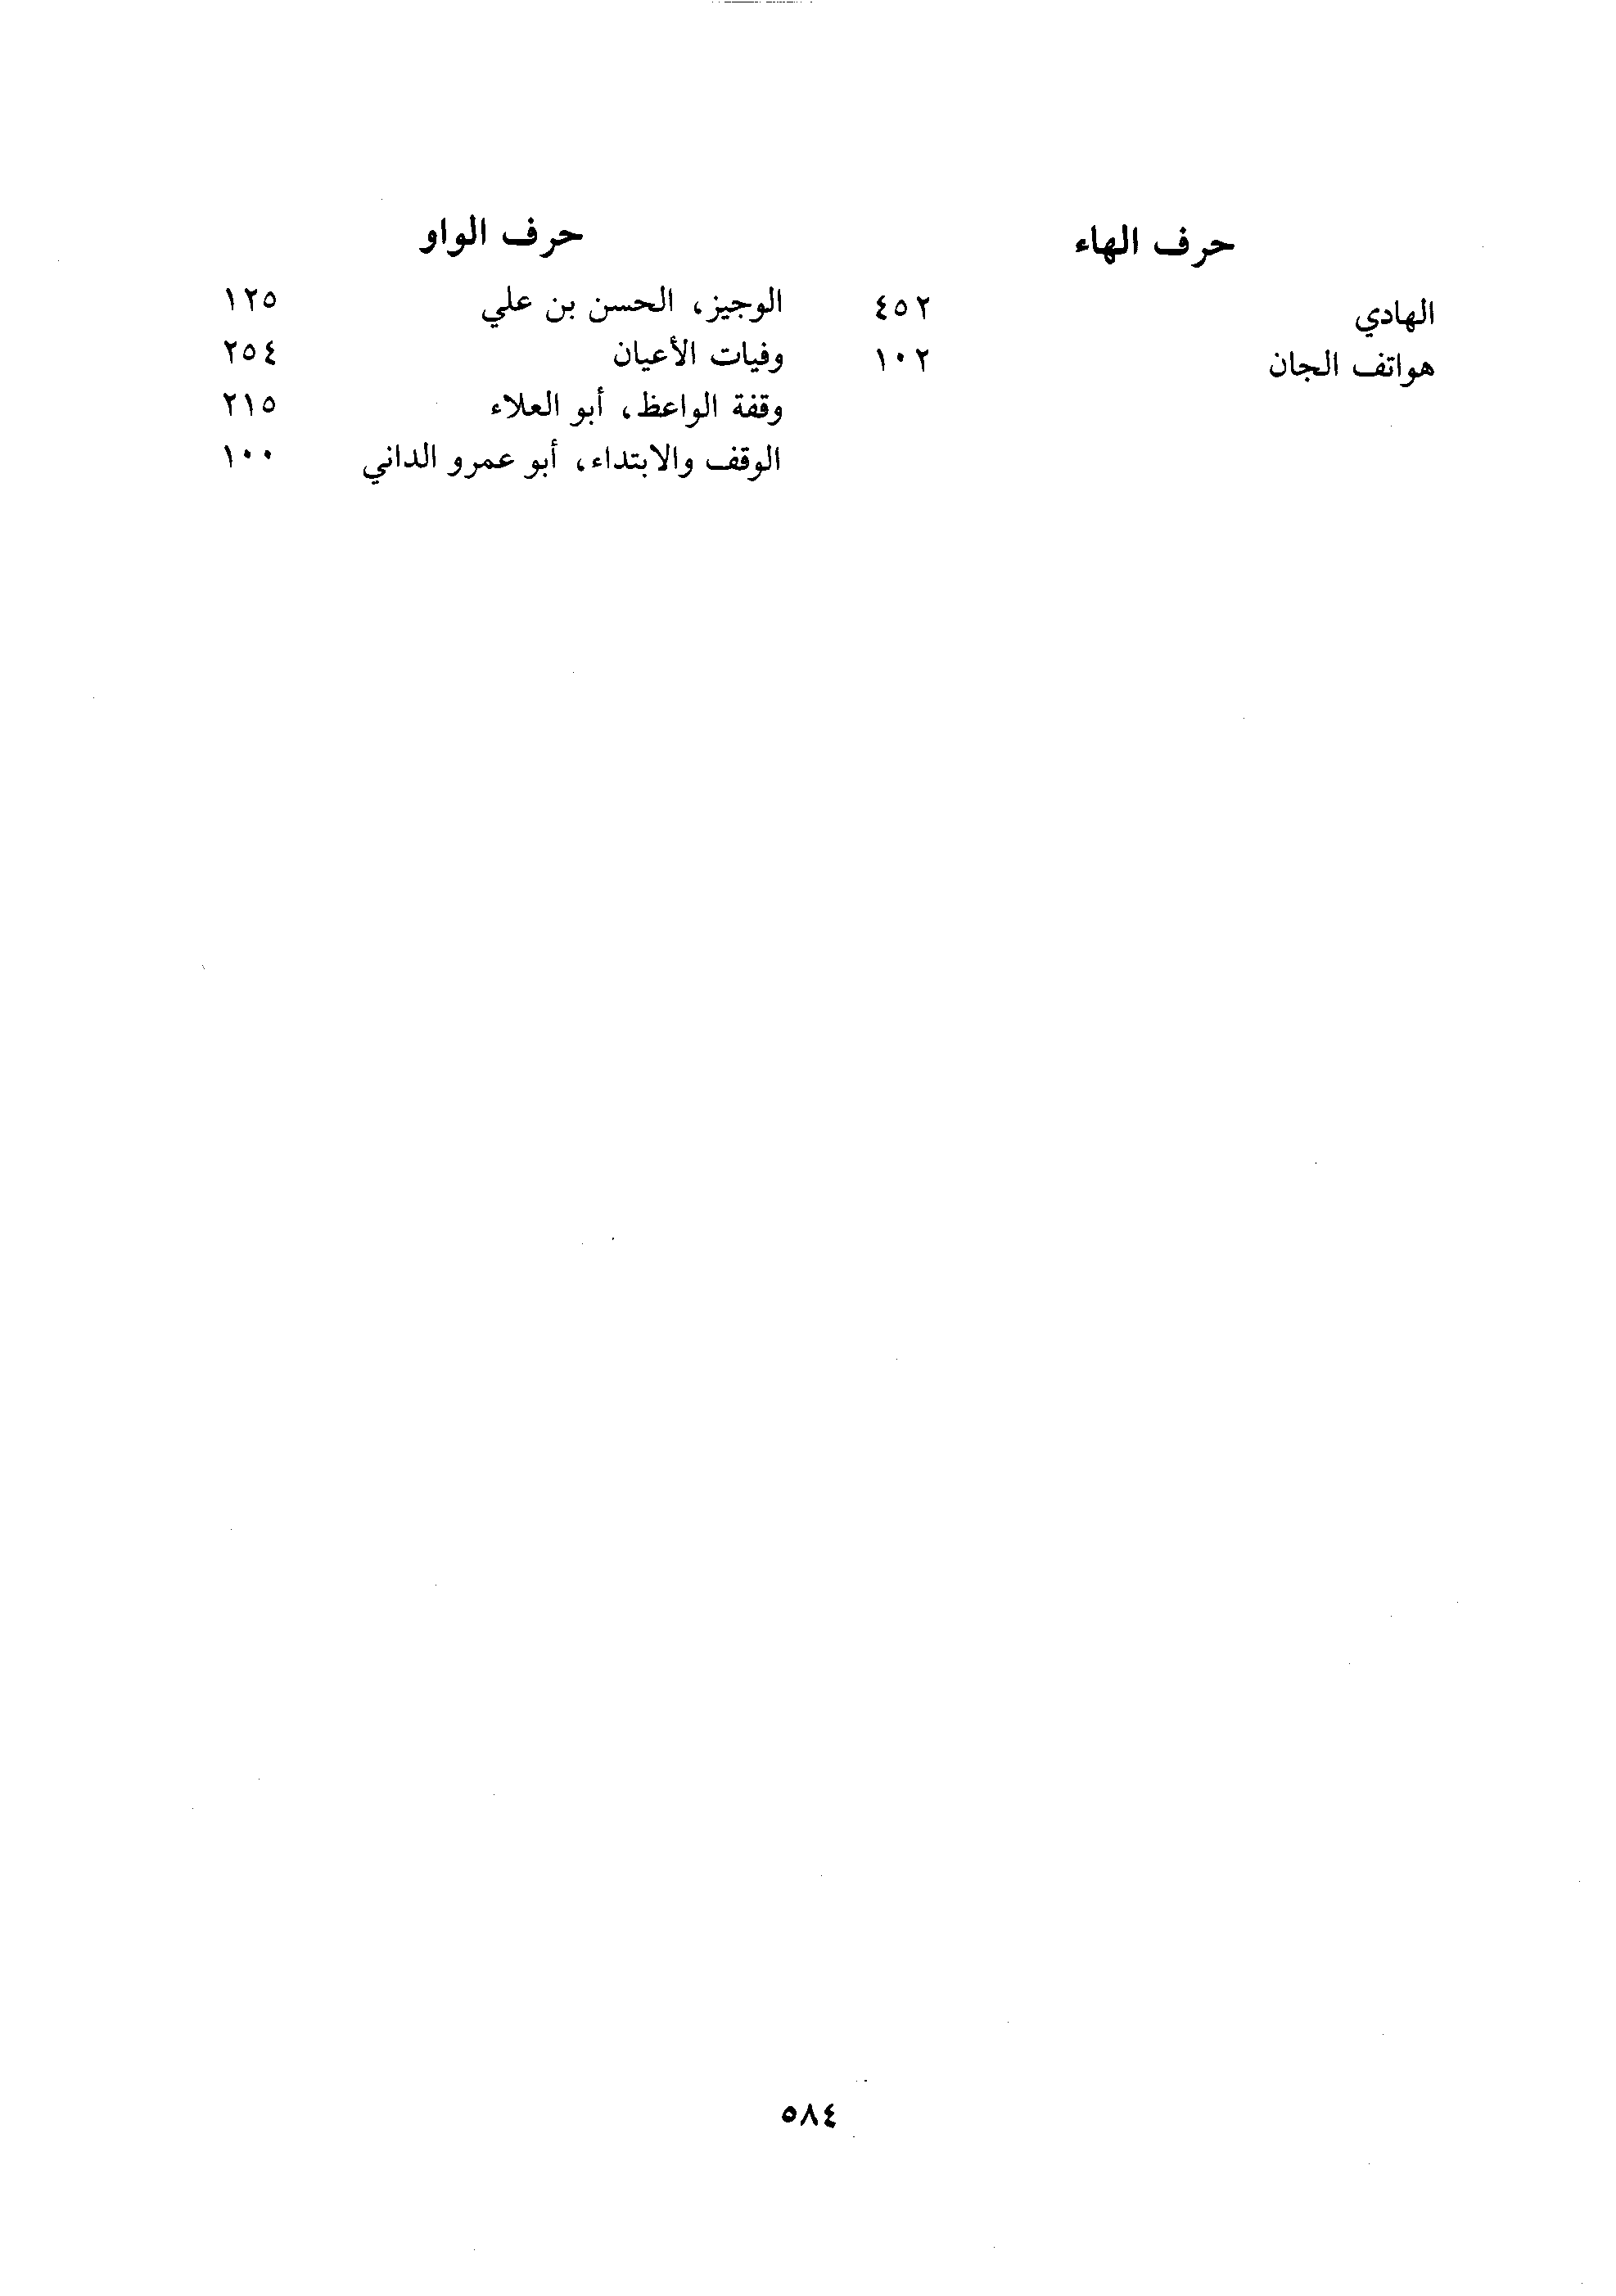 حرف الهاء
الهادي ٤٥٢
هواتف الجان ١٠٢
حرف الواو
الوجيز، الحسن بن علي ١٢٥
وفيات الأعيان ٢٥٤
وقفة الواعظ، أبو العلاء ٢١٥
الوقف والابتداء، أبو عمرو الداني ١٠٠
٥٨٤